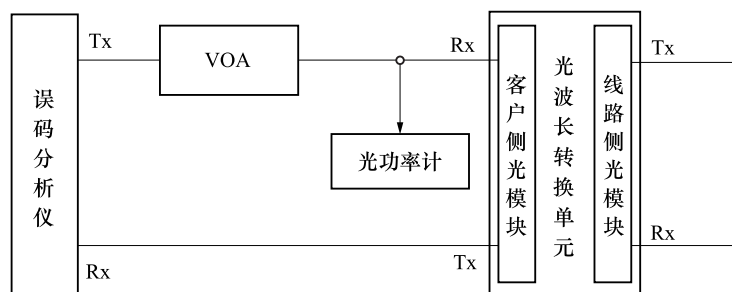 误码分析仪
Tx
VOA
Rx
光功率计
Rx
Tx
客户侧光模块
光波长转换单元
线路侧光模块
Tx
Rx